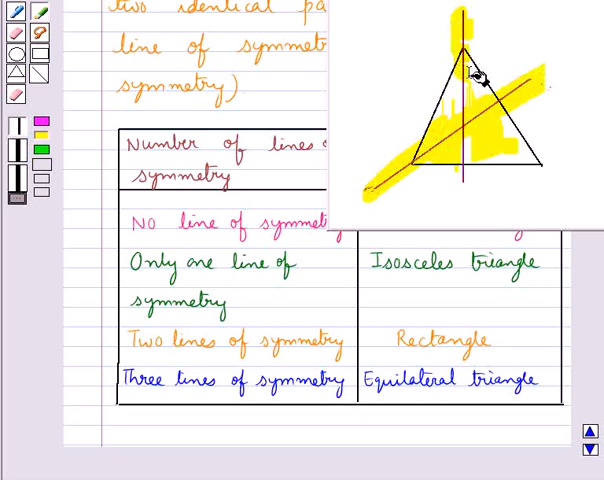 two identical pa
line of symmet
symmetry)
Number of lines
symmetry
No line of symmet
Only one line of Isosceles triangle
symmetry
Two lines of symmetry Rectangle
Three lines of symmetry Equilateral triangle